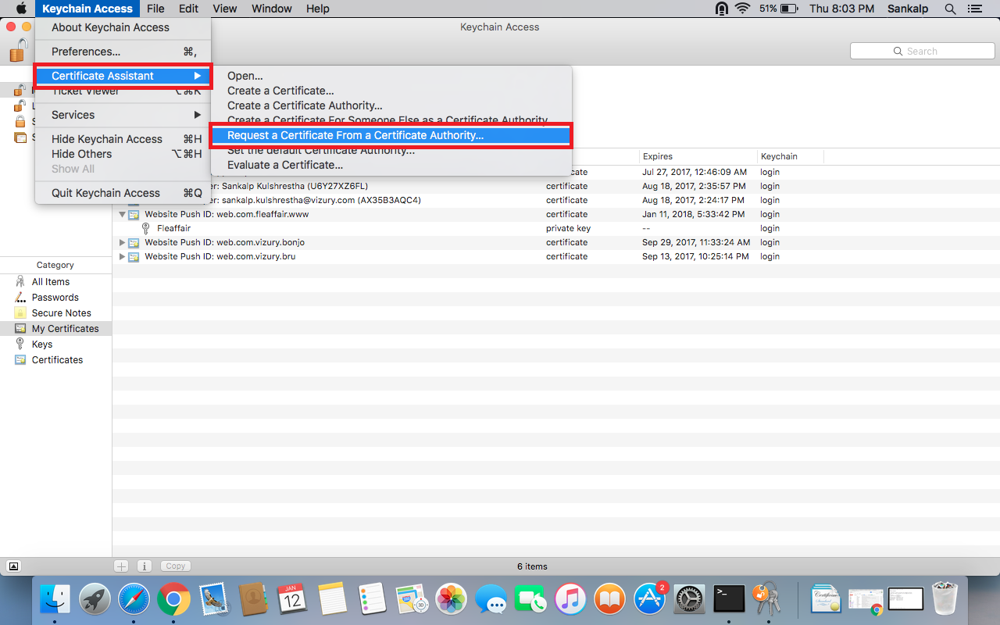 Keychain Access File Edit View Window Help 51% Thu 8:03 PM Sankalp
Keychain Access
Search
About Keychain Access
Preferences... ⌘,
Certificate Assistant
Ticket Viewer ⌥⌘K
Services
Hide Keychain Access ⌘H
Hide Others ⌥⌘H
Show All
Quit Keychain Access ⌘Q
Open...
Create a Certificate...
Create a Certificate Authority...
Create a Certificate For Someone Else as a Certificate Authority
Request a Certificate From a Certificate Authority...
Set the default Certificate Authority...
Evaluate a Certificate...
Expires Keychain
Jul 27, 2017, 12:46:09 AM login
: Sankalp Kulshrestha (U6Y27XZ6FL) certificate Aug 18, 2017, 2:35:57 PM login
: sankalp.kulshrestha@vizury.com (AX35B3AQC4) certificate Aug 18, 2017, 2:24:17 PM login
Website Push ID: web.com.fleaffair.www certificate Jan 11, 2018, 5:33:42 PM login
Fleaffair private key -- login
Website Push ID: web.com.vizury.bonjo certificate Sep 29, 2017, 11:33:24 AM login
Website Push ID: web.com.vizury.bru certificate Sep 13, 2017, 10:25:14 PM login
Category
All Items
Passwords
Secure Notes
My Certificates
Keys
Certificates
Copy
6 items
JAN
12
2